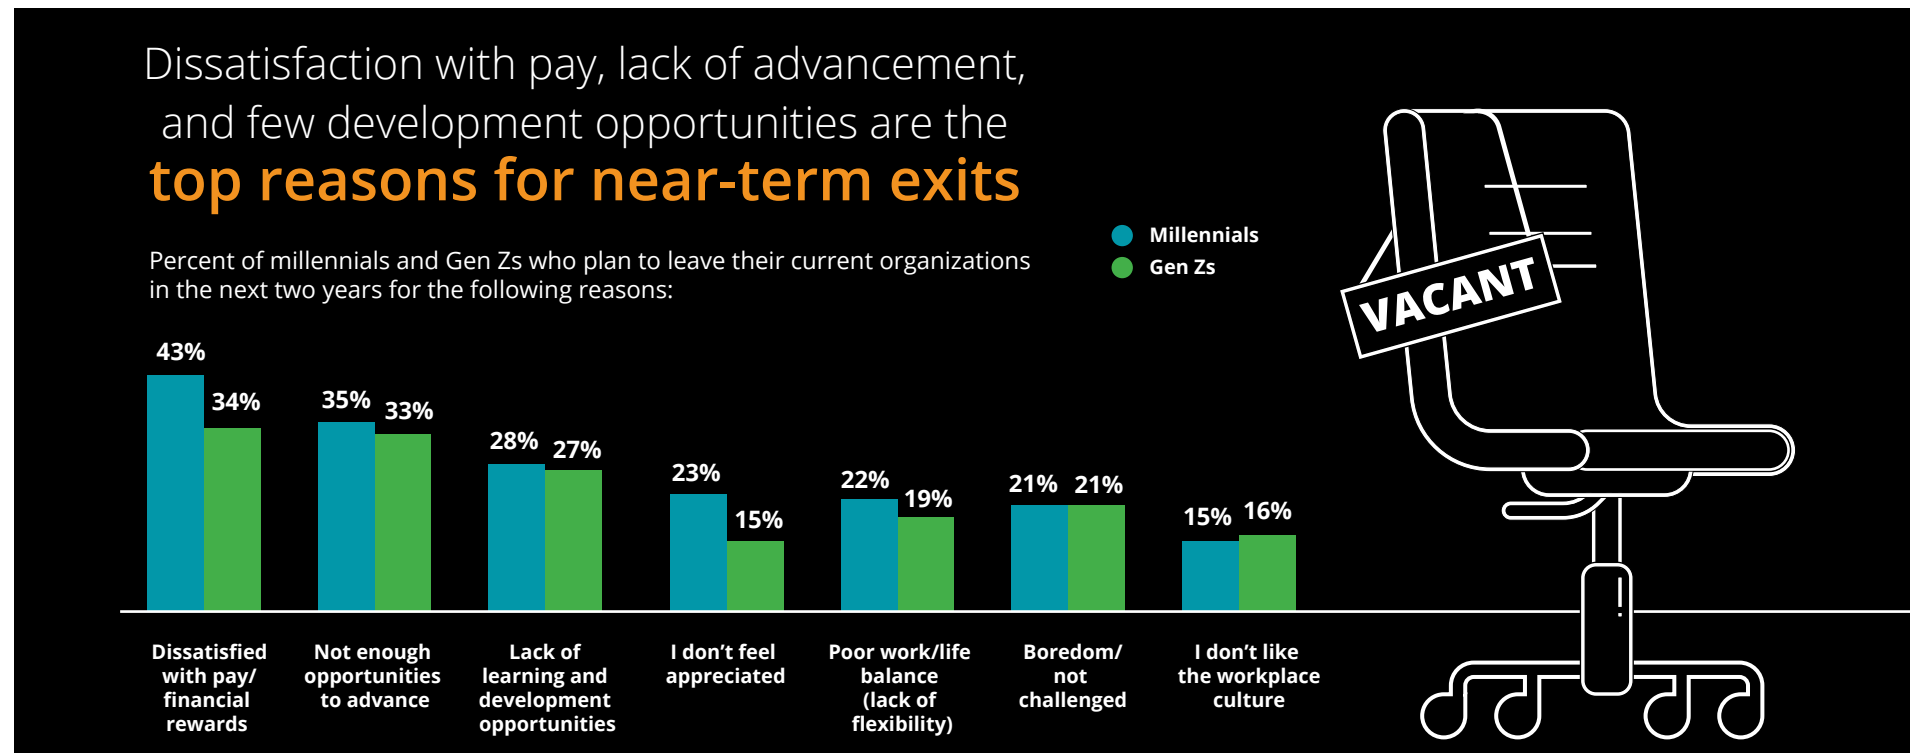 Dissatisfaction with pay, lack of advancement,
and few development opportunities are the
top reasons for near-term exits
Percent of millennials and Gen Zs who plan to leave their current organizations
in the next two years for the following reasons:
Millennials
Gen Zs
VACANT
43%
34%
35%
33%
28%
27%
23%
15%
22%
19%
21%
21%
15%
16%
Dissatisfied
with pay/
financial
rewards
Not enough
opportunities
to advance
Lack of
learning and
development
opportunities
I don’t feel
appreciated
Poor work/life
balance
(lack of
flexibility)
Boredom/
not
challenged
I don’t like
the workplace
culture